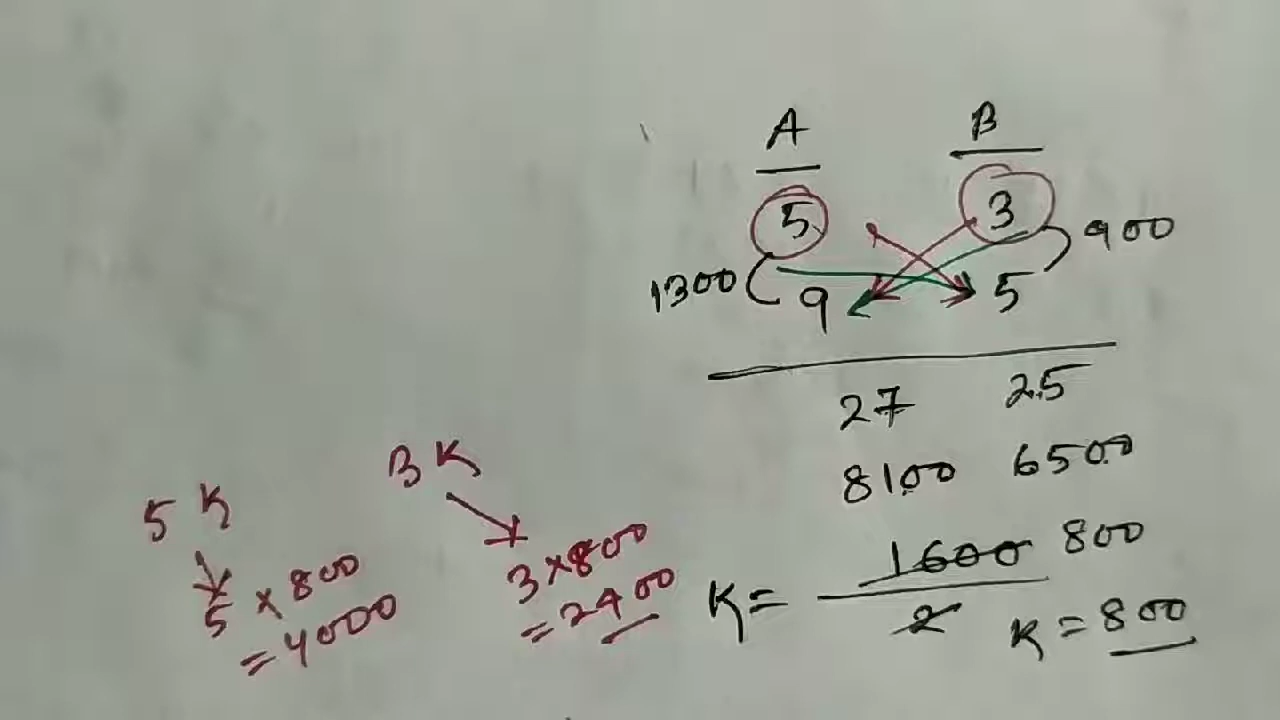 A B
5 3
1300 9 5 900
27 25
8100 6500
1600 800
K = 2 K = 800
5K 3K
5 × 800 3 × 800
= 4000 = 2400